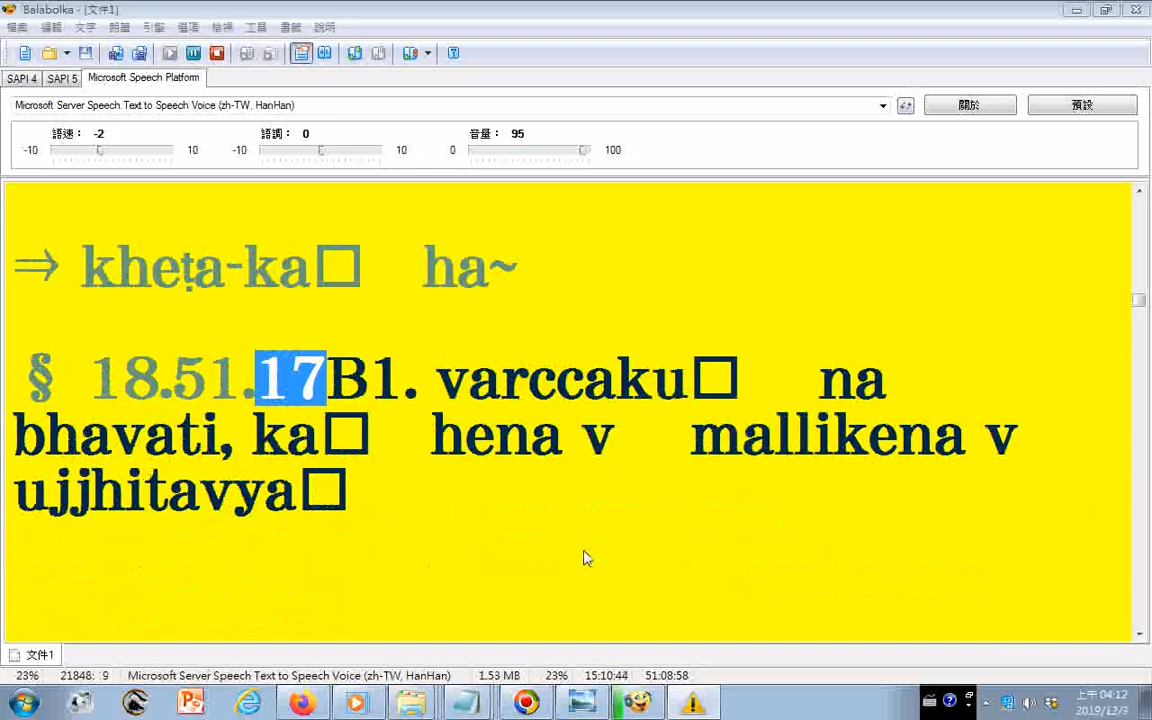 Balabolka - [文件1]
檔案 編輯 文字 朗讀 引擎 選項 檢視 工具 書籤 說明
SAPI 4 SAPI 5 Microsoft Speech Platform
Microsoft Server Speech Text to Speech Voice (zh-TW, HanHan) 關於 預設
語速： -2 語調： 0 音量： 95
-10 10 -10 10 0 100
⇒ kheṭa-ka□ ha~
§ 18.51.17B1. varccaku□ na
bhavati, ka□ hena v mallikena v
ujjhitavya□
文件1
23% 21848: 9 Microsoft Server Speech Text to Speech Voice (zh-TW, HanHan) 1.53 MB 23% 15:10:44 51:08:58
上午 04:12
2019/12/3